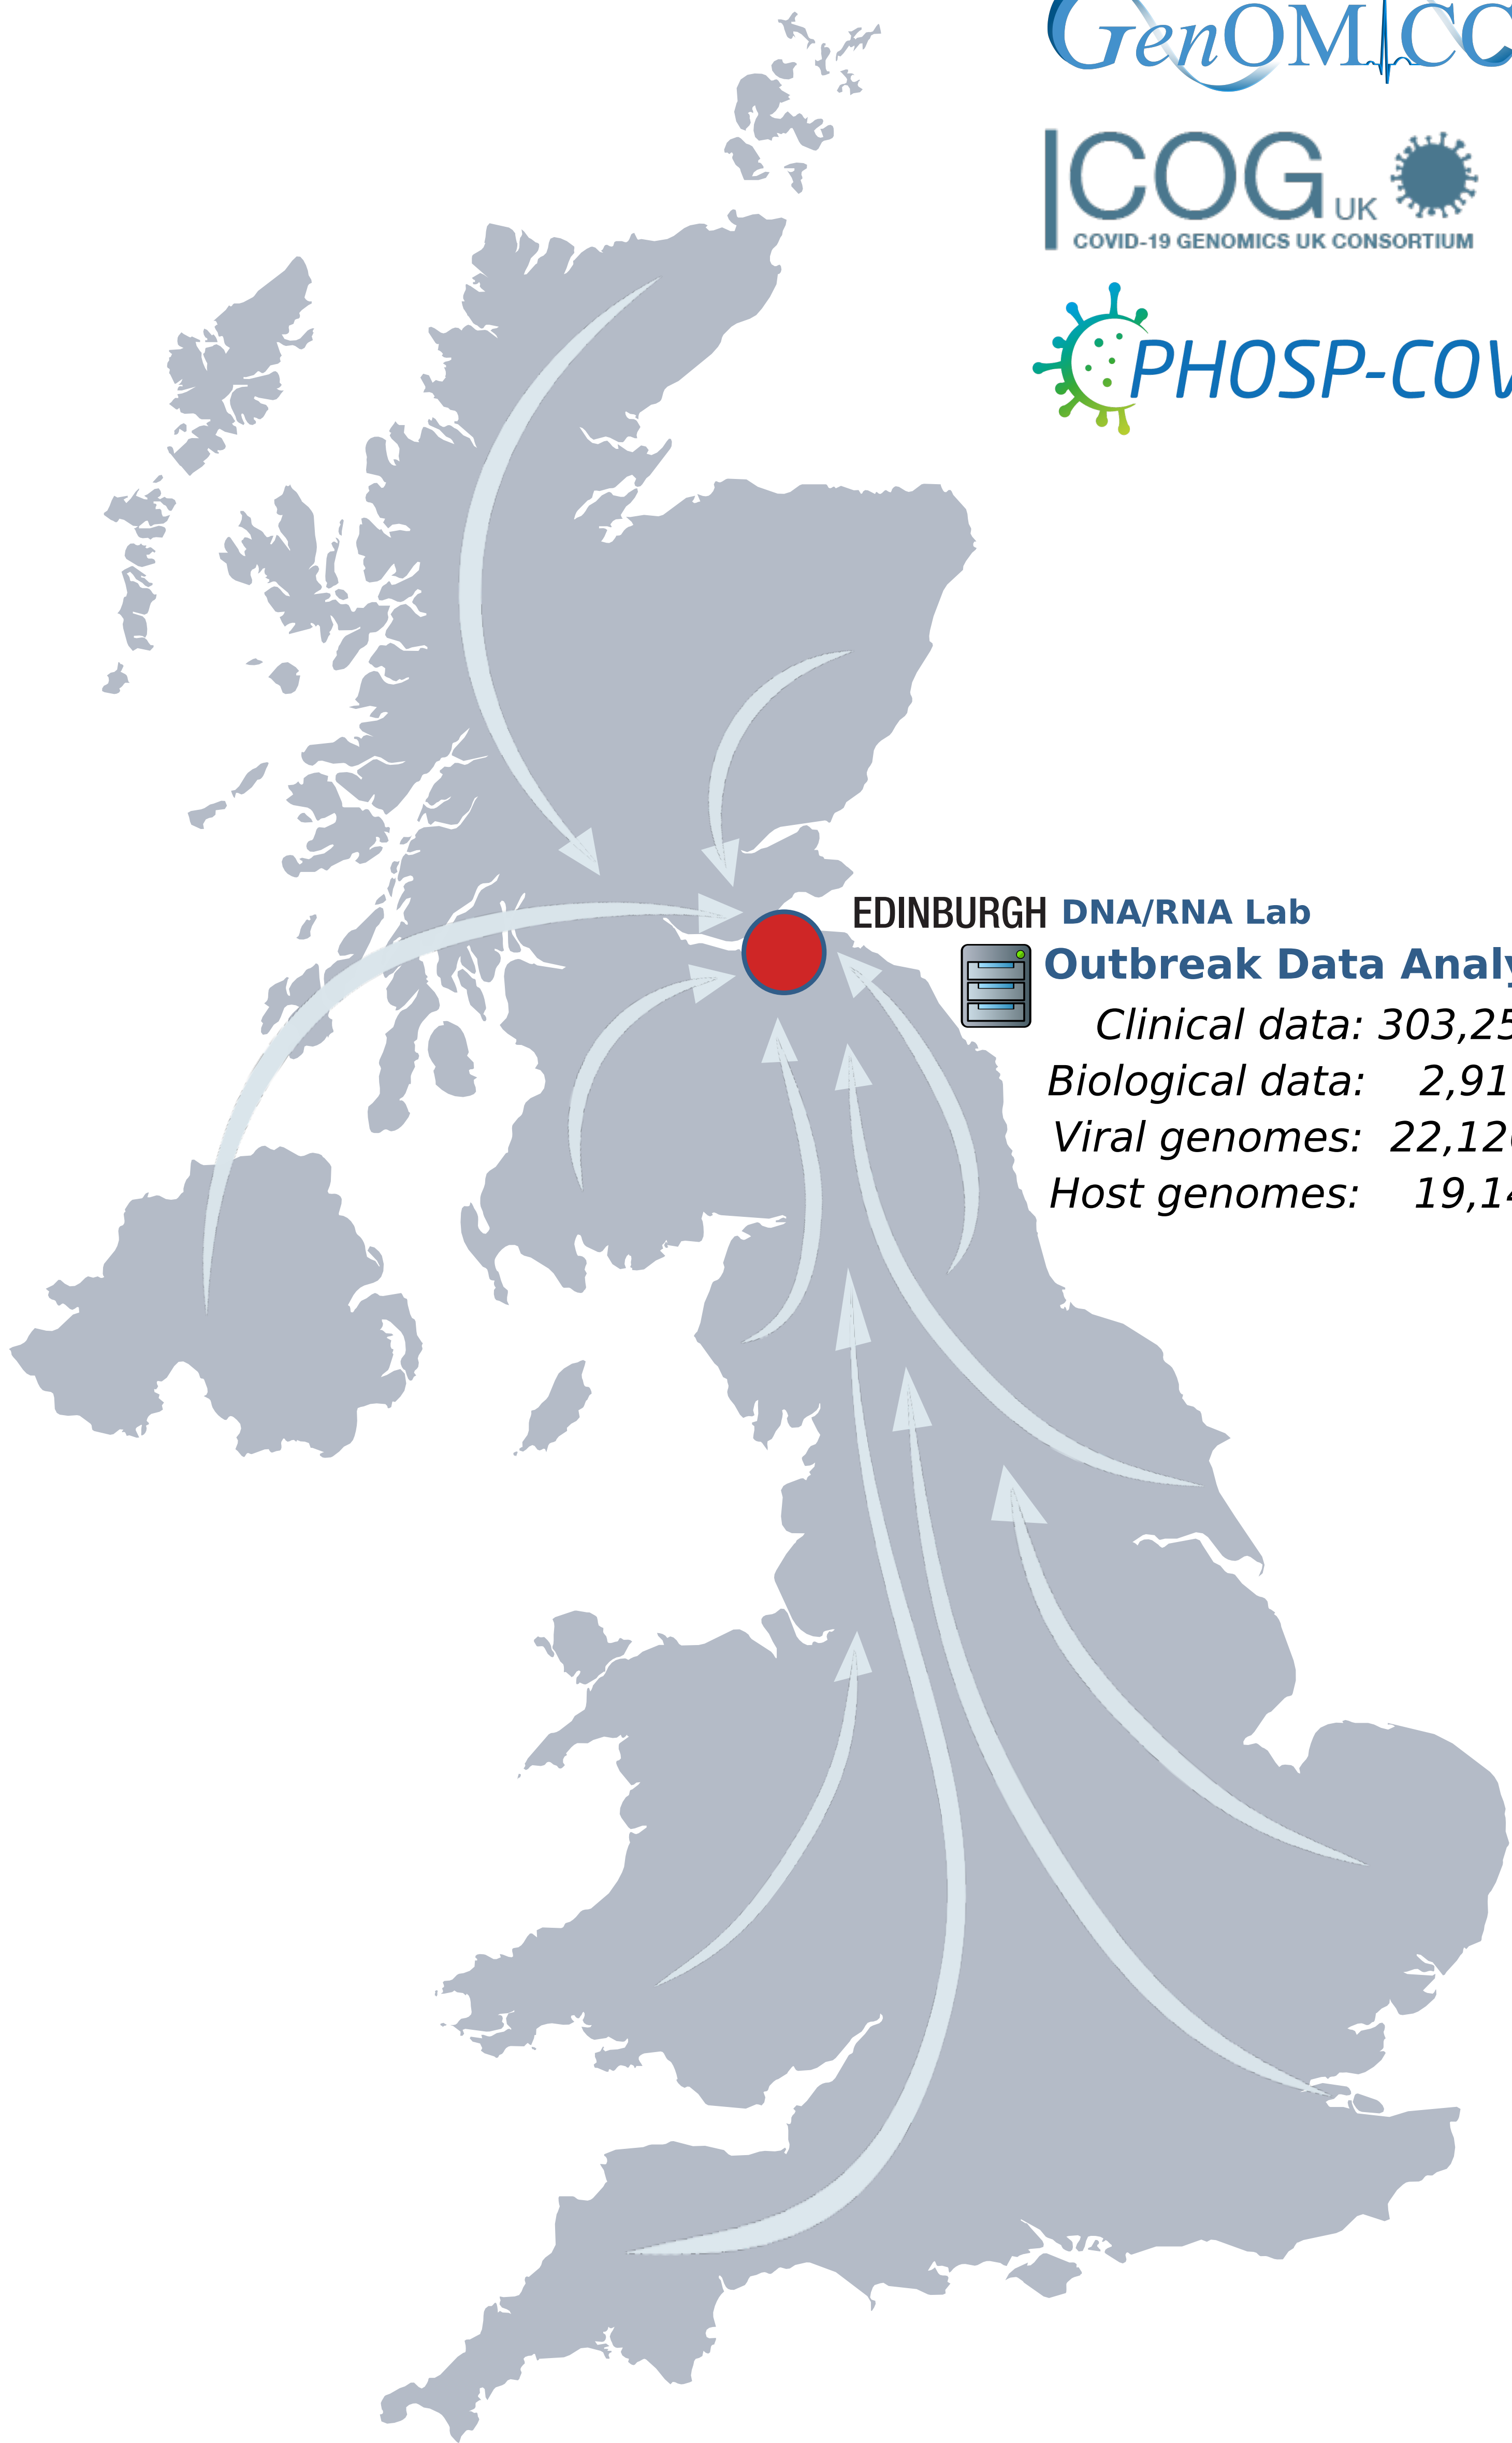 GenOMICC
COG UK
COVID-19 GENOMICS UK CONSORTIUM
PHOSP-COV
EDINBURGH DNA/RNA Lab
Outbreak Data Analy
Clinical data: 303,25
Biological data: 2,91
Viral genomes: 22,12
Host genomes: 19,14